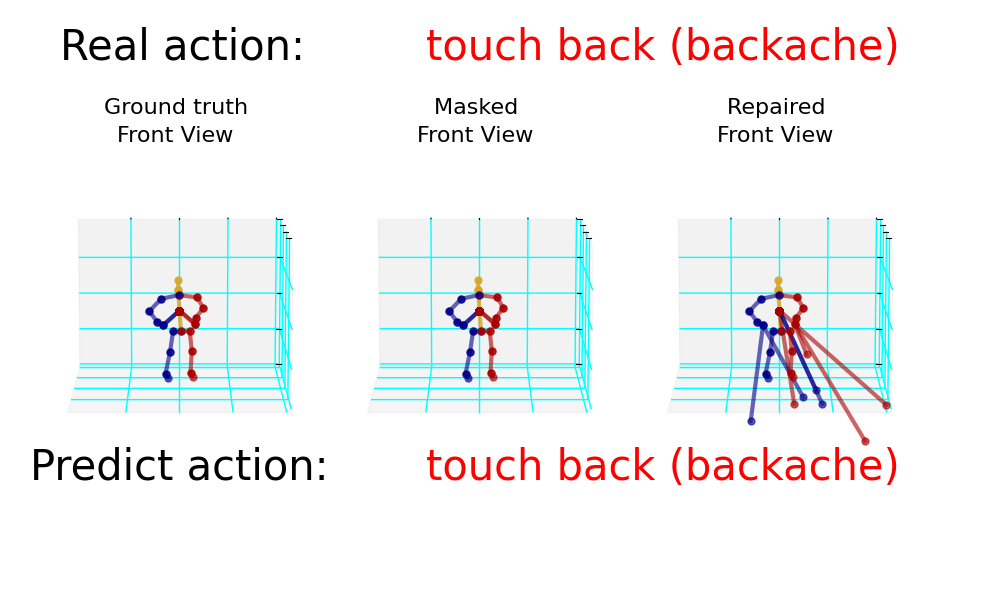 Real action: touch back (backache)
Ground truth Masked Repaired
Front View Front View Front View
Predict action: touch back (backache)